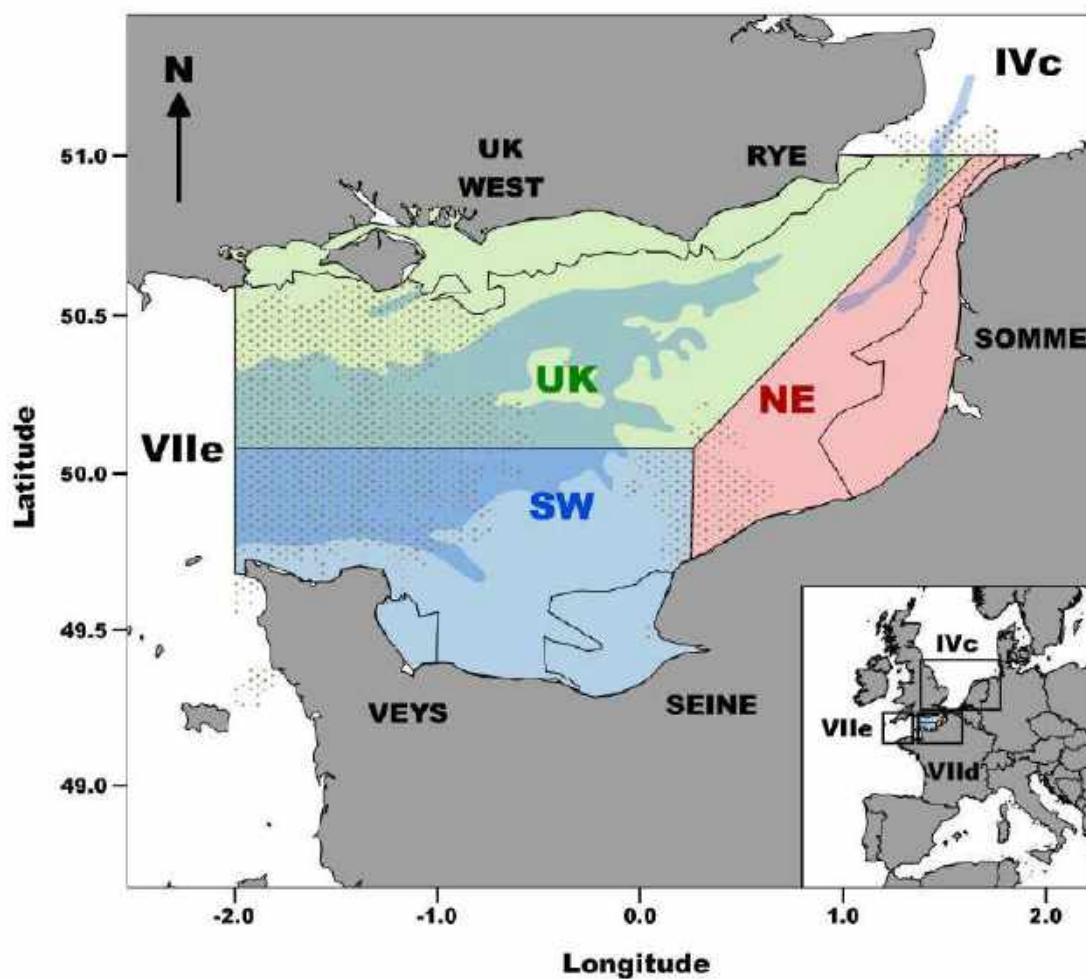 N
IVc
UK
WEST
RYE
51.0
50.5
50.0
49.5
49.0
Latitude
VIIe
UK
NE
SW
SOMME
VEYS
SEINE
IVc
VIIe
VIId
-2.0
-1.0
0.0
1.0
2.0
Longitude